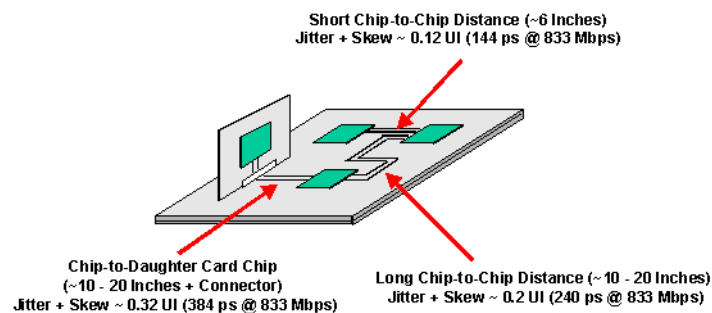 Short Chip-to-Chip Distance (~6 Inches)
Jitter + Skew ~ 0.12 UI (144 ps @ 833 Mbps)
Chip-to-Daughter Card Chip
(~10 - 20 Inches + Connector)
Jitter + Skew ~ 0.32 UI (384 ps @ 833 Mbps)
Long Chip-to-Chip Distance (~10 - 20 Inches)
Jitter + Skew ~ 0.2 UI (240 ps @ 833 Mbps)